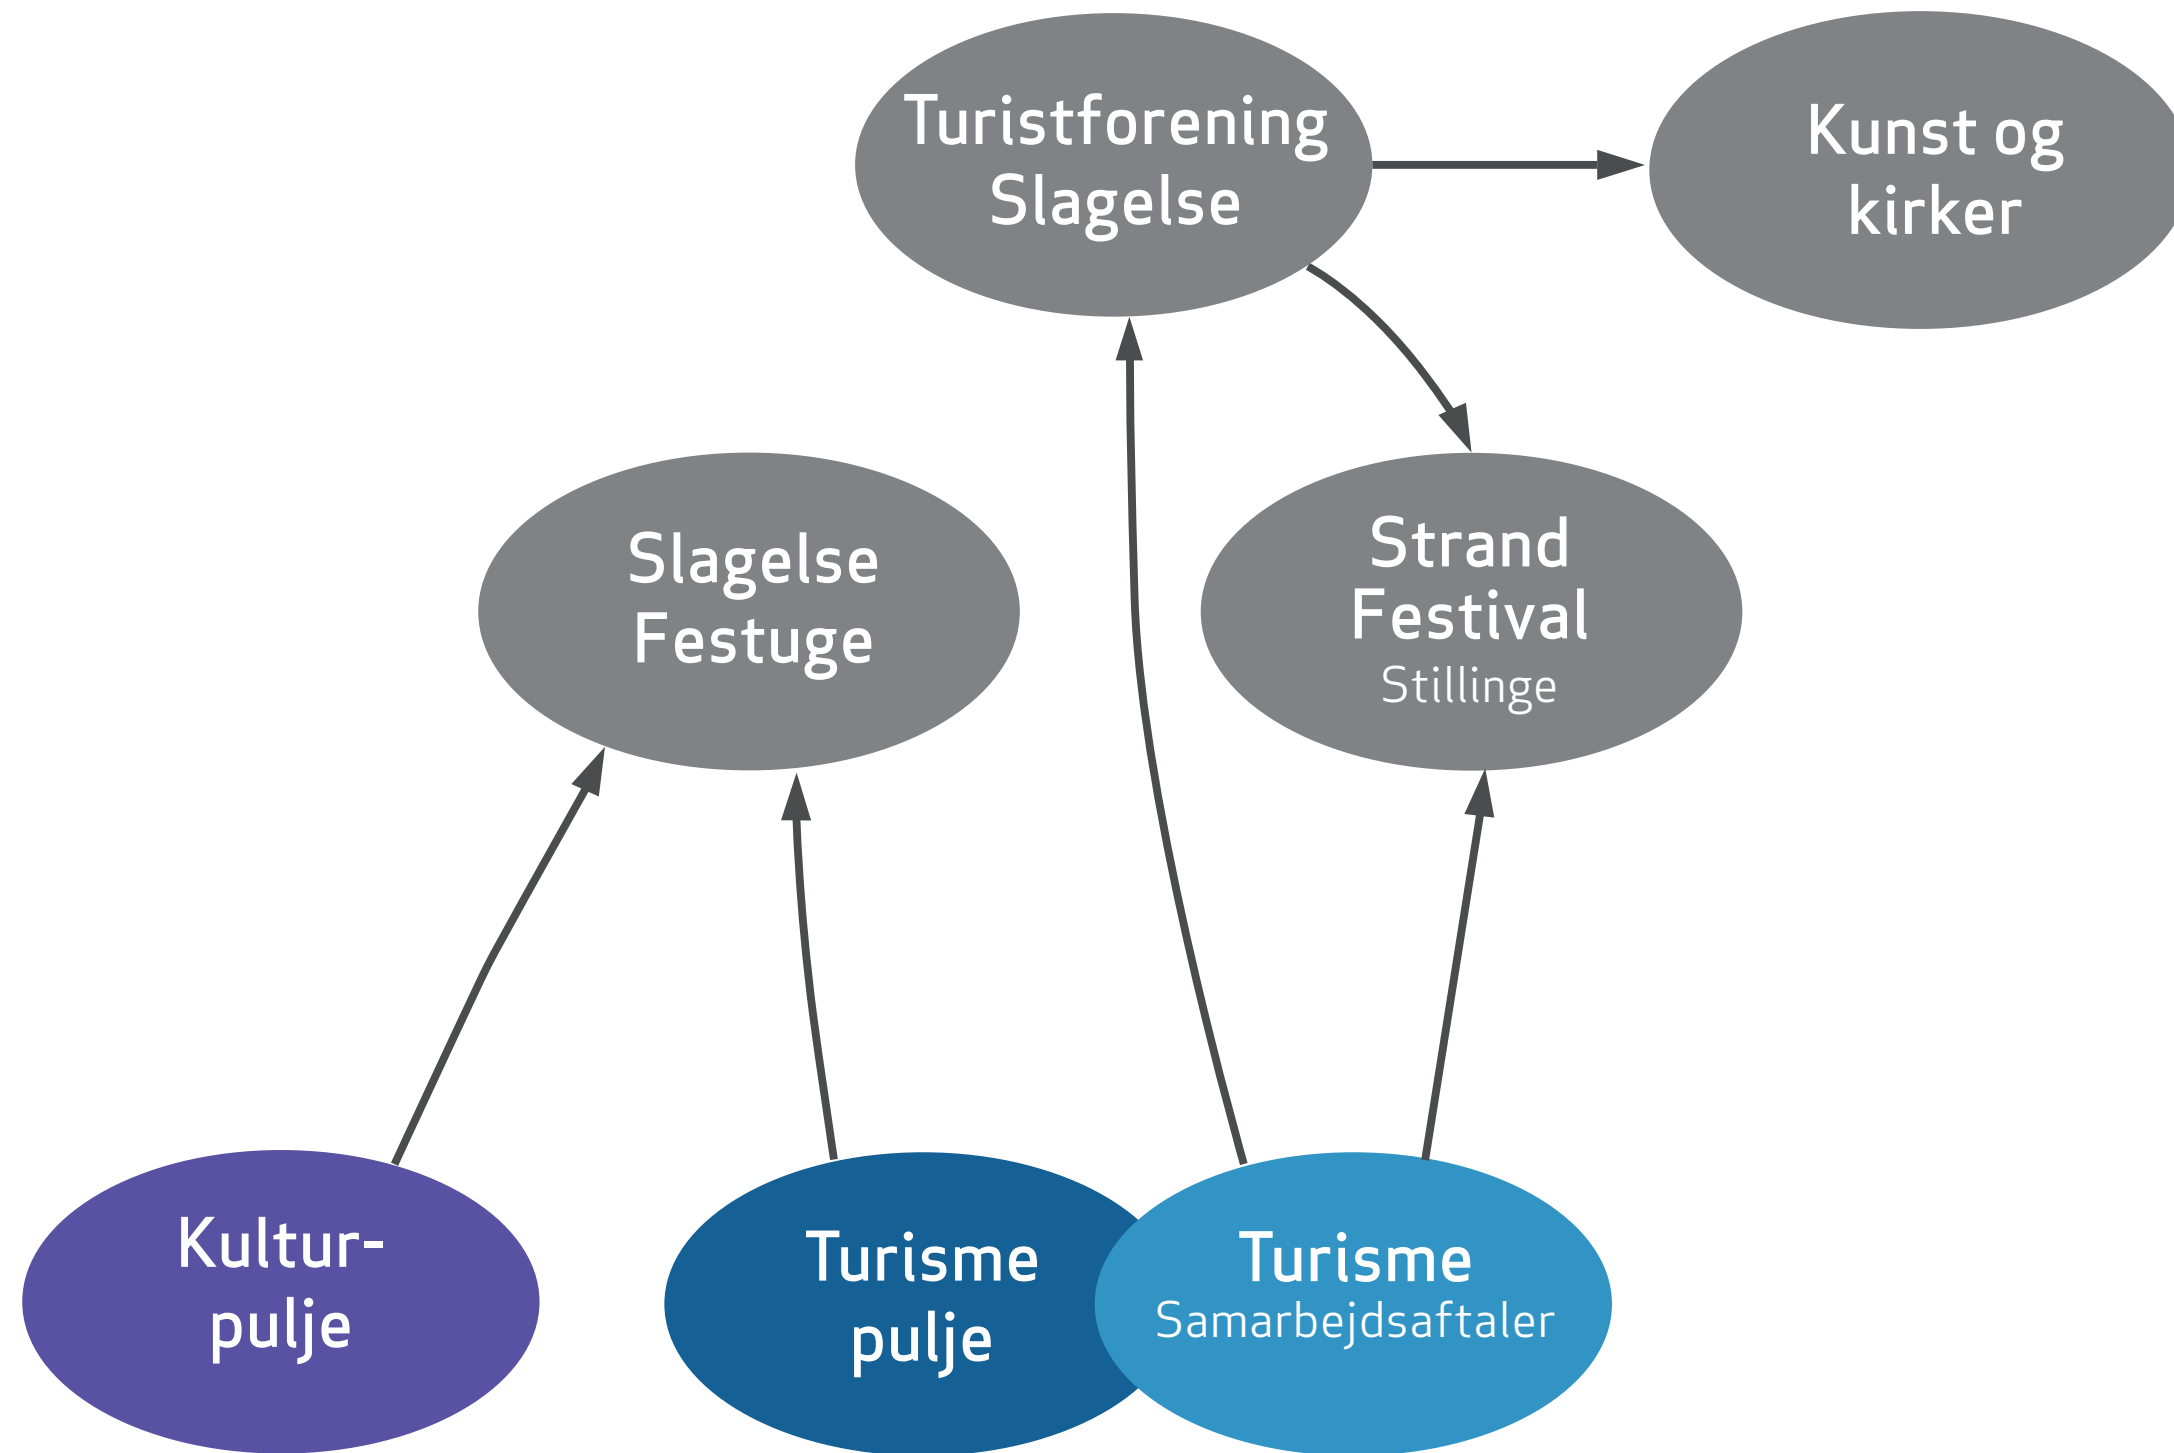 Turistforening
Slagelse
Kunst og
kirker
Slagelse
Festuge
Strand
Festival
Stillinge
Kultur-
pulje
Turisme
pulje
Turisme
Samarbejdsaftaler